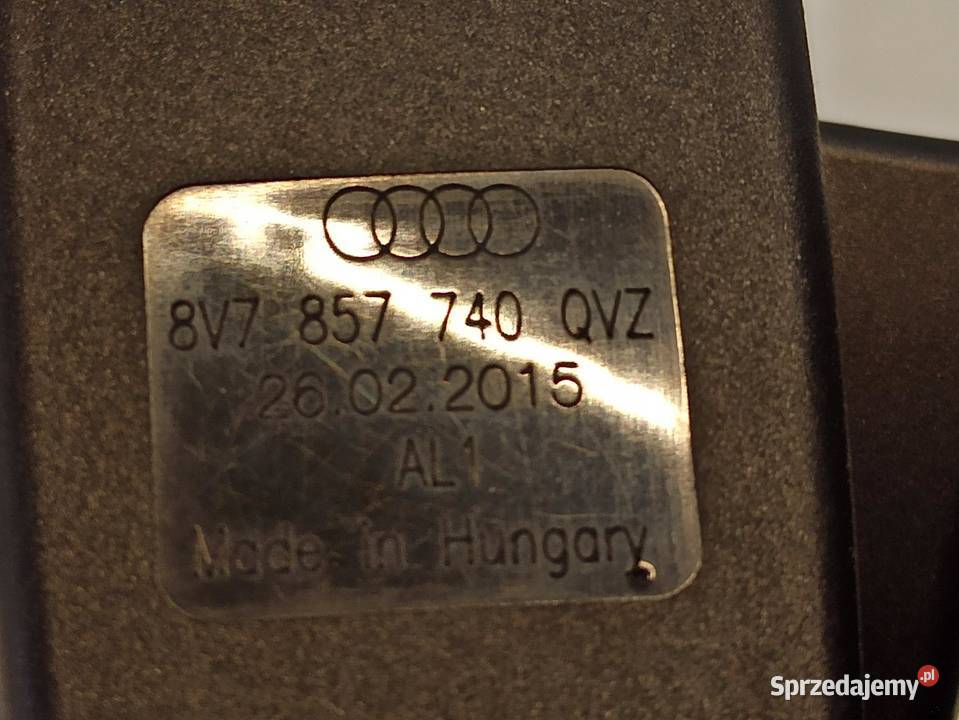 8V7 857 740 QVZ
26.02.2015
AL1
Made in Hungary
Sprzedajemy.pl